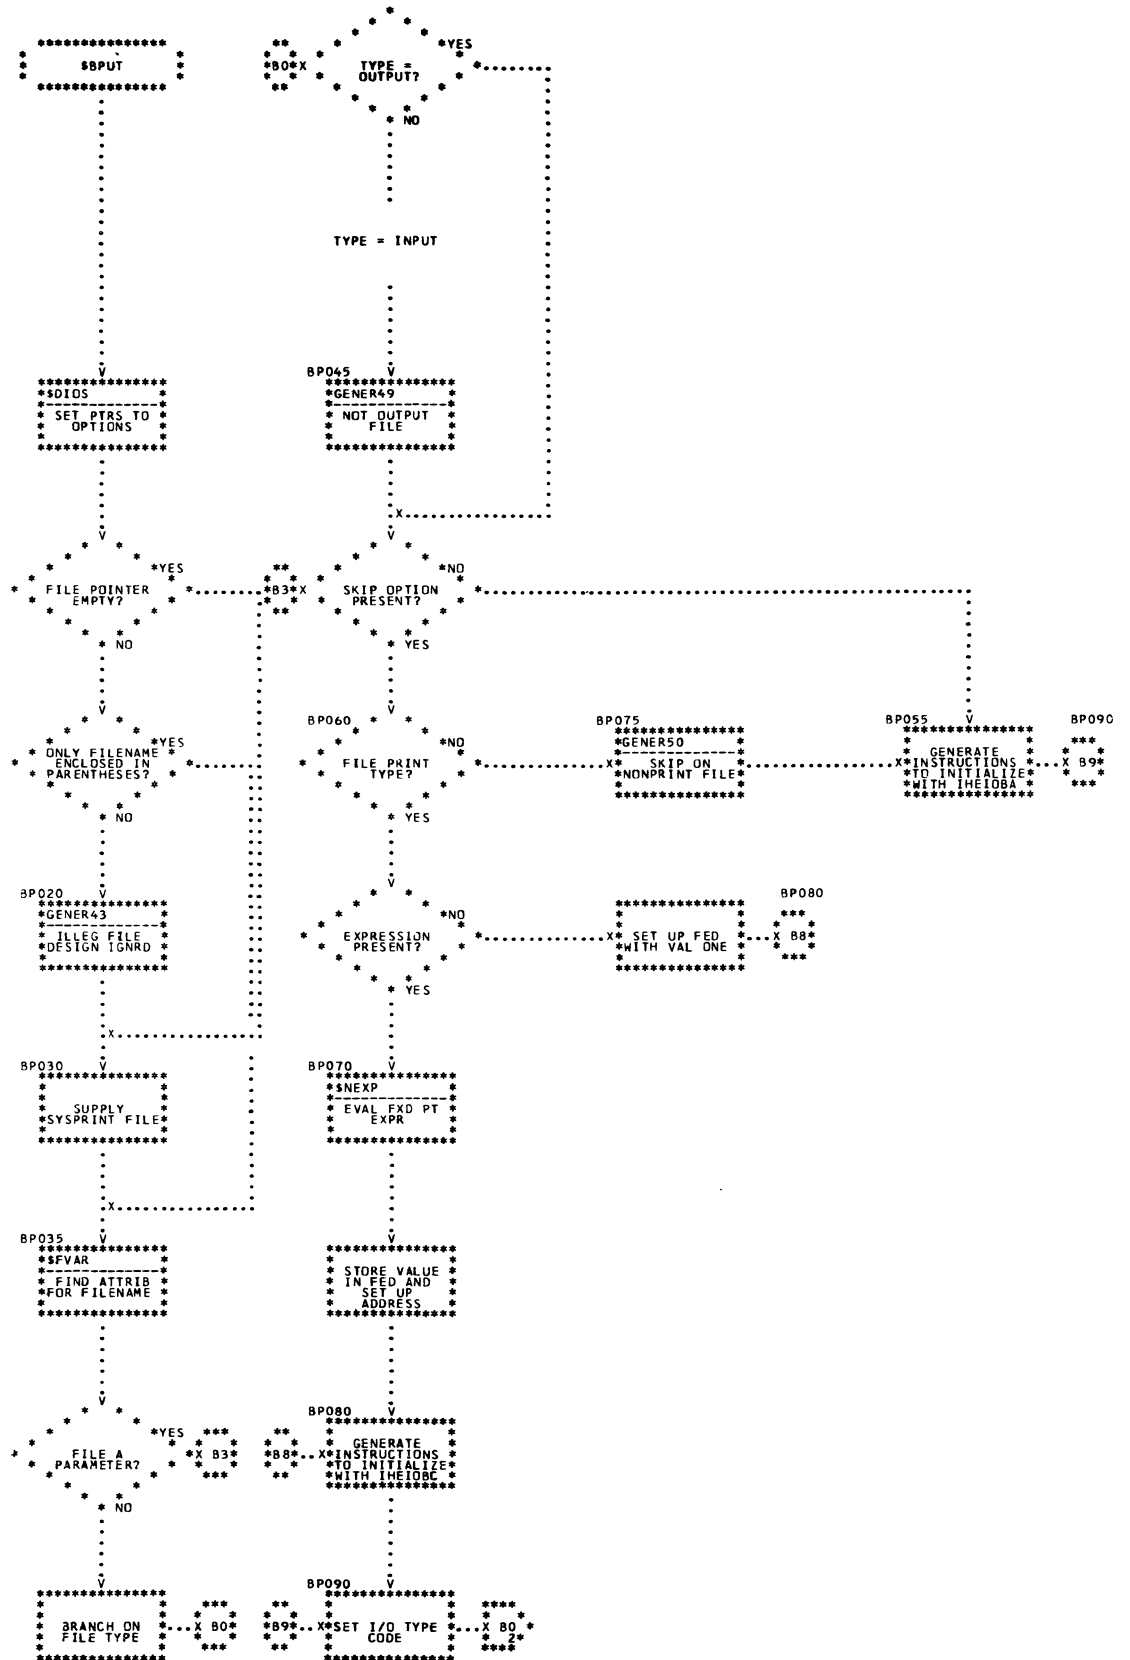 $BPUT
B0
TYPE =
OUTPUT?
YES
NO
TYPE = INPUT
$DIOS
SET PTRS TO
OPTIONS
BP045
GENER49
NOT OUTPUT
FILE
FILE POINTER
EMPTY?
YES
NO
B3
SKIP OPTION
PRESENT?
NO
YES
ONLY FILENAME
ENCLOSED IN
PARENTHESES?
YES
NO
BP060
FILE PRINT
TYPE?
NO
YES
BP075
GENER50
SKIP ON
NONPRINT FILE
BP055
GENERATE
INSTRUCTIONS
TO INITIALIZE
WITH IHEIOBA
BP090
X B9
BP020
GENER43
ILLEG FILE
DESIGN IGNRD
EXPRESSION
PRESENT?
NO
YES
SET UP FED
WITH VAL ONE
BP080
X B8
BP030
SUPPLY
SYSPRINT FILE
BP070
$NEXP
EVAL FXD PT
EXPR
BP035
$FVAR
FIND ATTRIB
FOR FILENAME
STORE VALUE
IN FED AND
SET UP
ADDRESS
FILE A
PARAMETER?
YES
NO
X B3
B8
BP080
GENERATE
INSTRUCTIONS
TO INITIALIZE
WITH IHEIOBC
BRANCH ON
FILE TYPE
X B0
B9
BP090
SET I/O TYPE
CODE
X B0
2